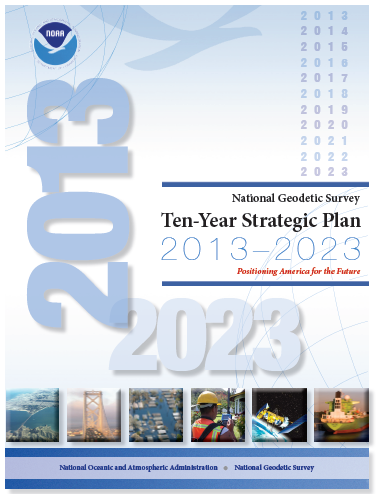 NOAA
2013
2014
2015
2016
2017
2018
2019
2020
2021
2022
2023
2013
National Geodetic Survey
Ten-Year Strategic Plan
2013–2023
Positioning America for the Future
2023
National Oceanic and Atmospheric Administration • National Geodetic Survey